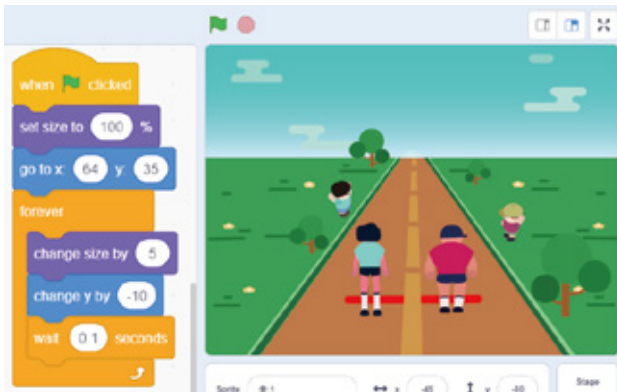 when clicked
set size to 100 %
go to x: 64 y: 35
forever
change size by 5
change y by -10
wait 0.1 seconds
Sprite 1 x y
Stage